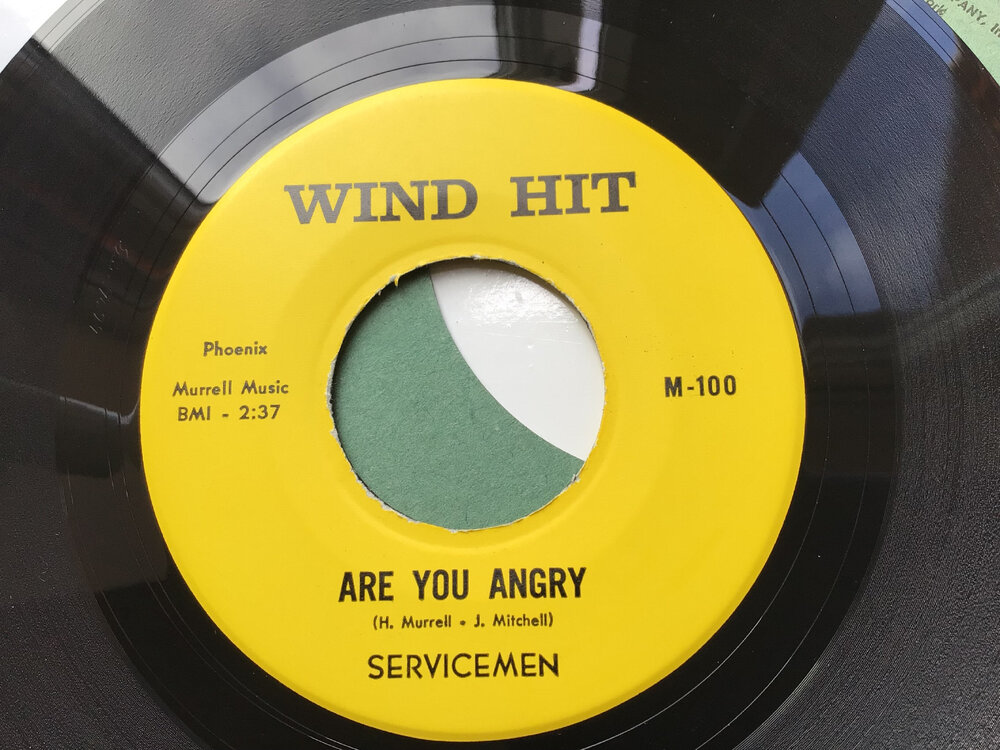 WIND HIT
Phoenix
Murrell Music
BMI - 2:37
M-100
ARE YOU ANGRY
(H. Murrell • J. Mitchell)
SERVICEMEN